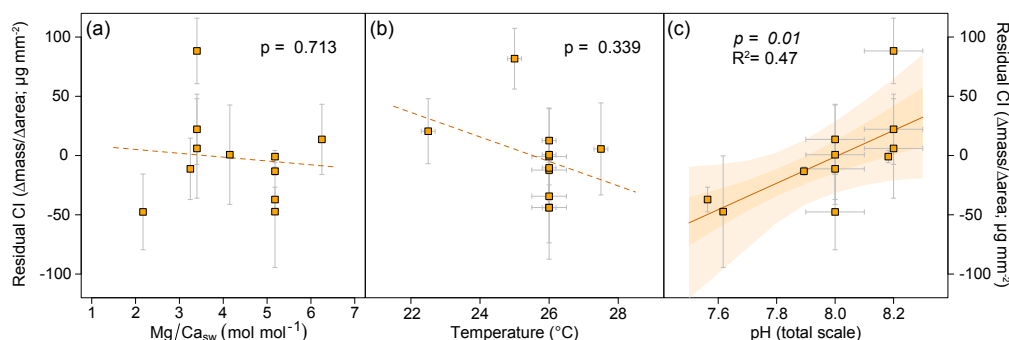 (a)
p = 0.713
(b)
p = 0.339
(c)
p = 0.01
R²= 0.47
Residual CI (Δmass/Δarea; µg mm⁻²)
100
50
0
-50
-100
1 2 3 4 5 6 7
Mg/Ca_sw (mol mol⁻¹)
22 24 26 28
Temperature (°C)
7.6 7.8 8.0 8.2
pH (total scale)
100
50
0
-50
-100
Residual CI (Δmass/Δarea; µg mm⁻²)